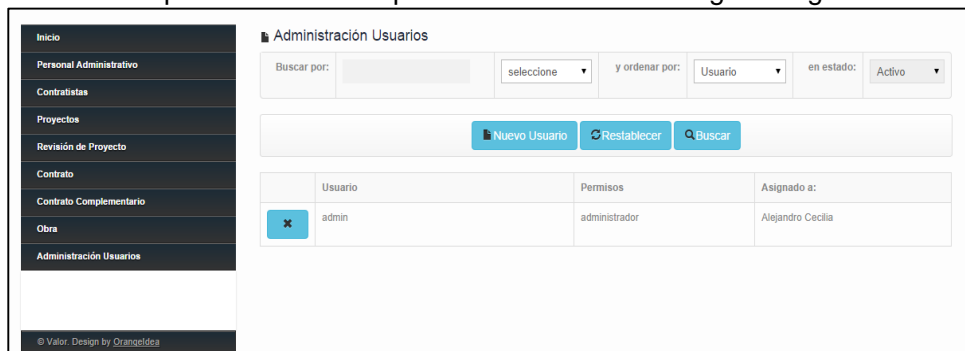 Inicio
Personal Administrativo
Contratistas
Proyectos
Revisión de Proyecto
Contrato
Contrato Complementario
Obra
Administración Usuarios
© Valor. Design by OrangeIdea
Administración Usuarios
Buscar por: seleccione y ordenar por: Usuario en estado: Activo
Nuevo Usuario Restablecer Buscar
Usuario Permisos Asignado a:
admin administrador Alejandro Cecilia